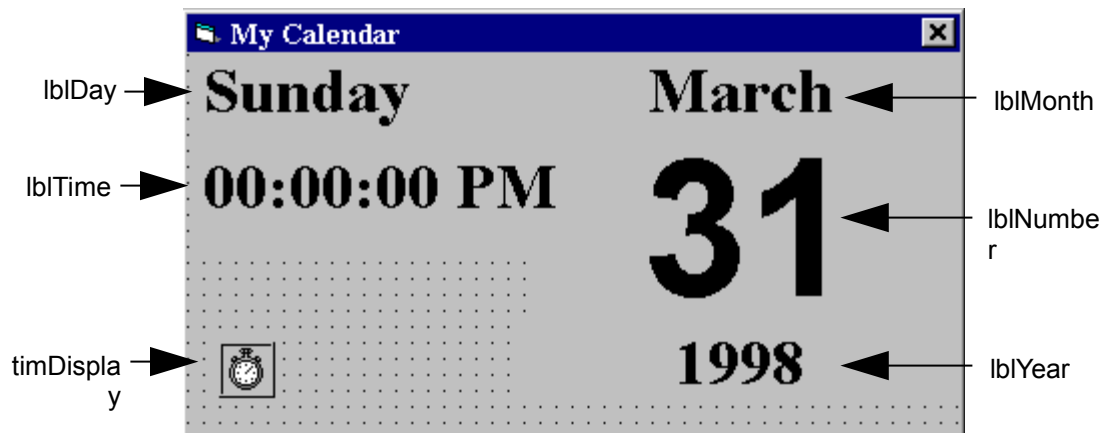 My Calendar
lblDay
Sunday
March
lblMonth
lblTime
00:00:00 PM
31
lblNumbe
r
timDispla
y
1998
lblYear